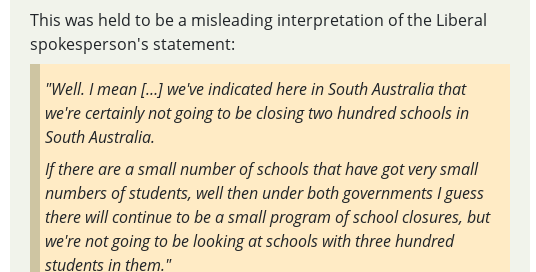 This was held to be a misleading interpretation of the Liberal
spokesperson's statement:
"Well. I mean [...] we've indicated here in South Australia that
we're certainly not going to be closing two hundred schools in
South Australia.
If there are a small number of schools that have got very small
numbers of students, well then under both governments I guess
there will continue to be a small program of school closures, but
we're not going to be looking at schools with three hundred
students in them."